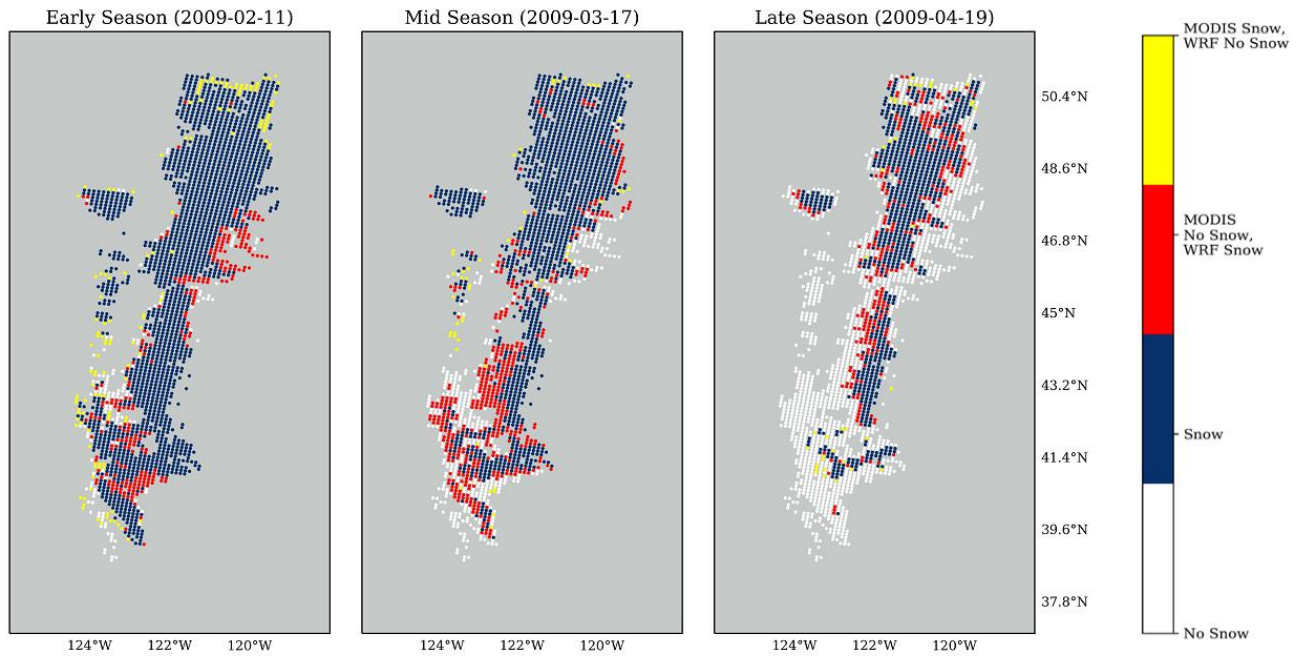 Early Season (2009-02-11)
Mid Season (2009-03-17)
Late Season (2009-04-19)
50.4°N
48.6°N
46.8°N
45°N
43.2°N
41.4°N
39.6°N
37.8°N
124°W 122°W 120°W
124°W 122°W 120°W
124°W 122°W 120°W
MODIS Snow,
WRF No Snow
MODIS
No Snow,
WRF Snow
Snow
No Snow